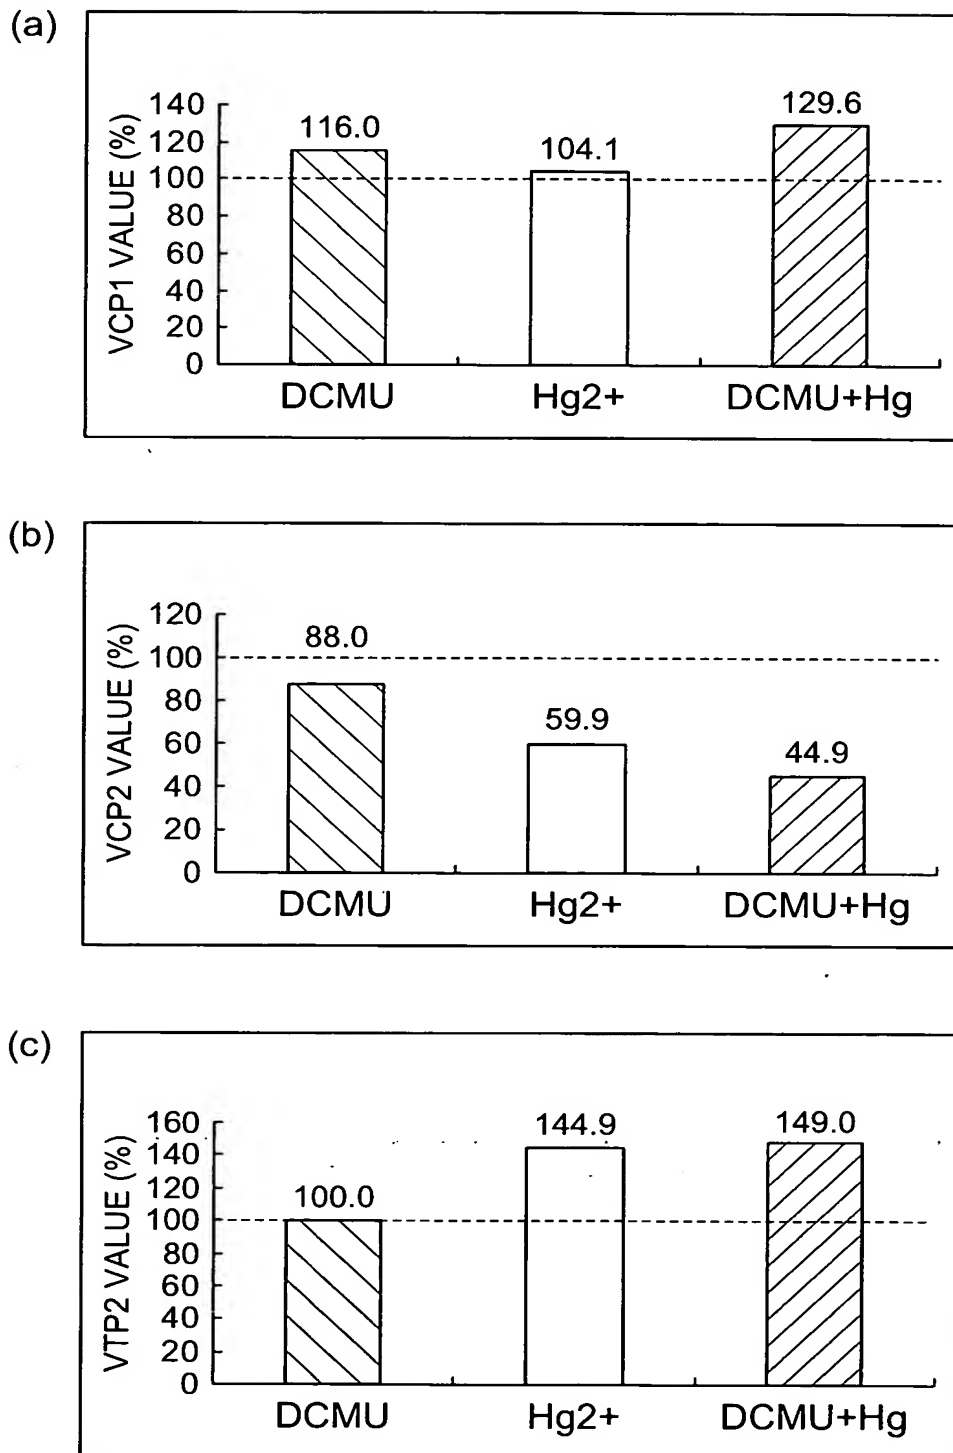 (a)
VCP1 VALUE (%)
140
120
100
80
60
40
20
0
116.0
104.1
129.6
DCMU
Hg2+
DCMU+Hg
(b)
VCP2 VALUE (%)
120
100
80
60
40
20
0
88.0
59.9
44.9
DCMU
Hg2+
DCMU+Hg
(c)
VTP2 VALUE (%)
160
140
120
100
80
60
40
20
0
100.0
144.9
149.0
DCMU
Hg2+
DCMU+Hg